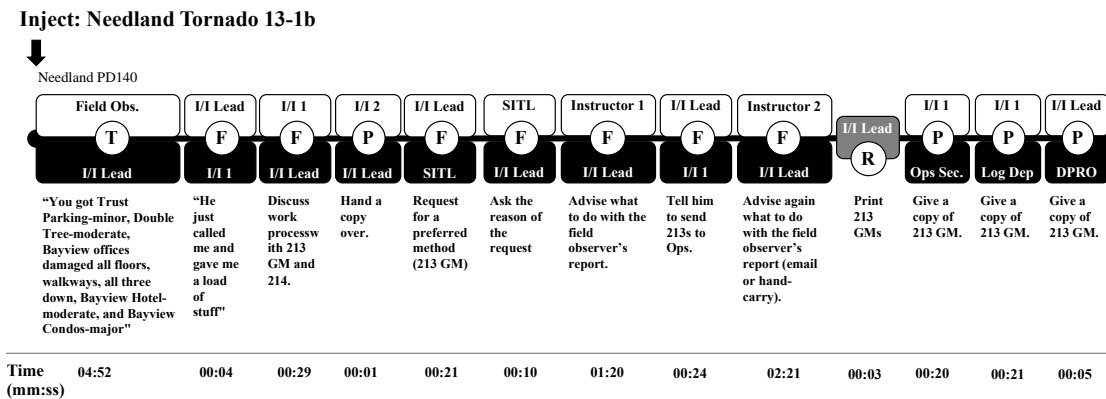 Inject: Needland Tornado 13-1b
Needland PD140
Field Obs.
T
I/I Lead
I/I Lead
F
I/I 1
I/I 1
F
I/I 2
P
I/I Lead
I/I Lead
F
SITL
SITL
F
I/I Lead
Instructor 1
F
I/I Lead
I/I Lead
F
I/I 1
Instructor 2
F
I/I Lead
I/I Lead
R
I/I 1
P
Ops Sec.
I/I 1
P
Log Dep
I/I Lead
P
DPRO
“You got Trust
Parking-minor, Double
Tree-moderate,
Bayview offices
damaged all floors,
walkways, all three
down, Bayview Hotel-
moderate, and Bayview
Condos-major"
“He
just
called
me and
gave me
a load
of
stuff"
Discuss
work
processw
ith 213
GM and
214.
Hand a
copy
over.
Request
for a
preferred
method
(213 GM)
Ask the
reason of
the
request
Advise what
to do with the
field
observer’s
report.
Tell him
to send
213s to
Ops.
Advise again
what to do
with the field
observer’s
report (email
or hand-
carry).
Print
213
GMs
Give a
copy of
213 GM.
Give a
copy of
213 GM.
Give a
copy of
213 GM.
Time
(mm:ss)
04:52
00:04
00:29
00:01
00:21
00:10
01:20
00:24
02:21
00:03
00:20
00:21
00:05